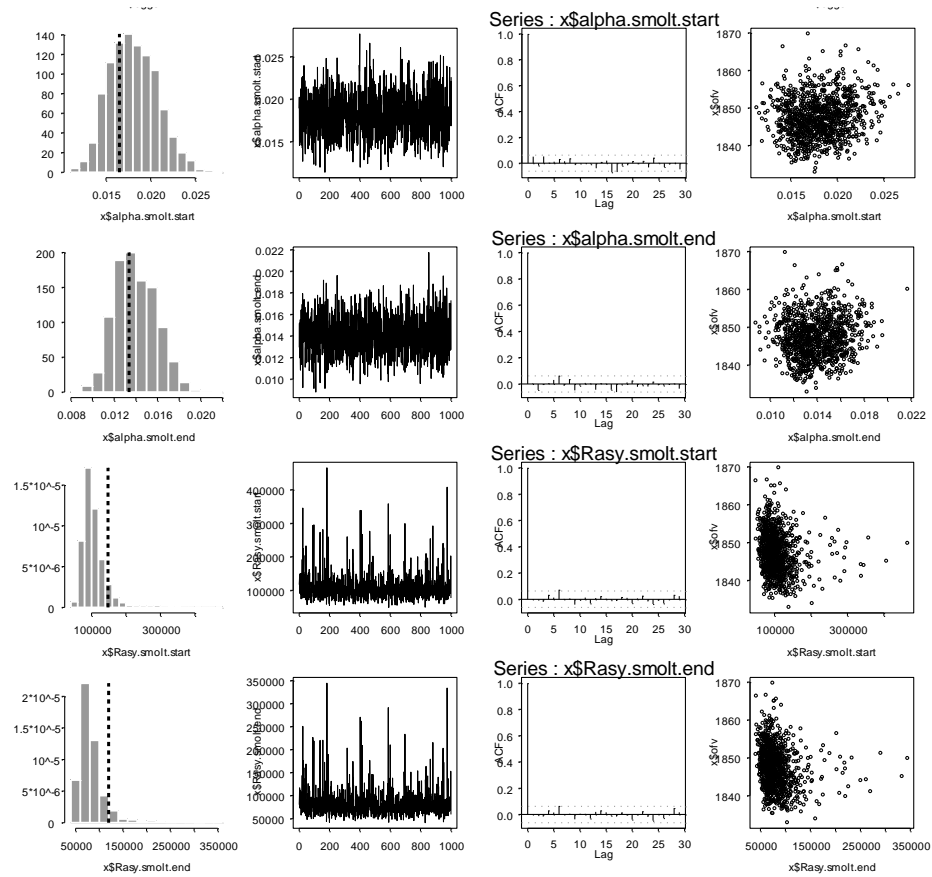 Series : x$alpha.smolt.start
140
120
100
80
60
40
20
0
0.015 0.020 0.025
x$alpha.smolt.start
x$alpha.smolt.start
0.025
0.020
0.015
0 200 400 600 800 1000
ACF
1.0
0.8
0.6
0.4
0.2
0.0
0 5 10 15 20 25 30
Lag
x$ofv
1870
1860
1850
1840
0.015 0.020 0.025
x$alpha.smolt.start
Series : x$alpha.smolt.end
200
150
100
50
0
0.008 0.012 0.016 0.020
x$alpha.smolt.end
x$alpha.smolt.end
0.022
0.020
0.018
0.016
0.014
0.012
0.010
0 200 400 600 800 1000
ACF
1.0
0.8
0.6
0.4
0.2
0.0
0 5 10 15 20 25 30
Lag
x$ofv
1870
1860
1850
1840
0.010 0.014 0.018 0.022
x$alpha.smolt.end
Series : x$Rasy.smolt.start
1.5*10^-5
10^-5
5*10^-6
0
100000 300000
x$Rasy.smolt.start
x$Rasy.smolt.start
400000
300000
200000
100000
0 200 400 600 800 1000
ACF
1.0
0.8
0.6
0.4
0.2
0.0
0 5 10 15 20 25 30
Lag
x$ofv
1870
1860
1850
1840
100000 300000
x$Rasy.smolt.start
Series : x$Rasy.smolt.end
2*10^-5
1.5*10^-5
10^-5
5*10^-6
0
50000 150000 250000 350000
x$Rasy.smolt.end
x$Rasy.smolt.end
350000
300000
250000
200000
150000
100000
50000
0 200 400 600 800 1000
ACF
1.0
0.8
0.6
0.4
0.2
0.0
0 5 10 15 20 25 30
Lag
x$ofv
1870
1860
1850
1840
50000 150000 250000 350000
x$Rasy.smolt.end